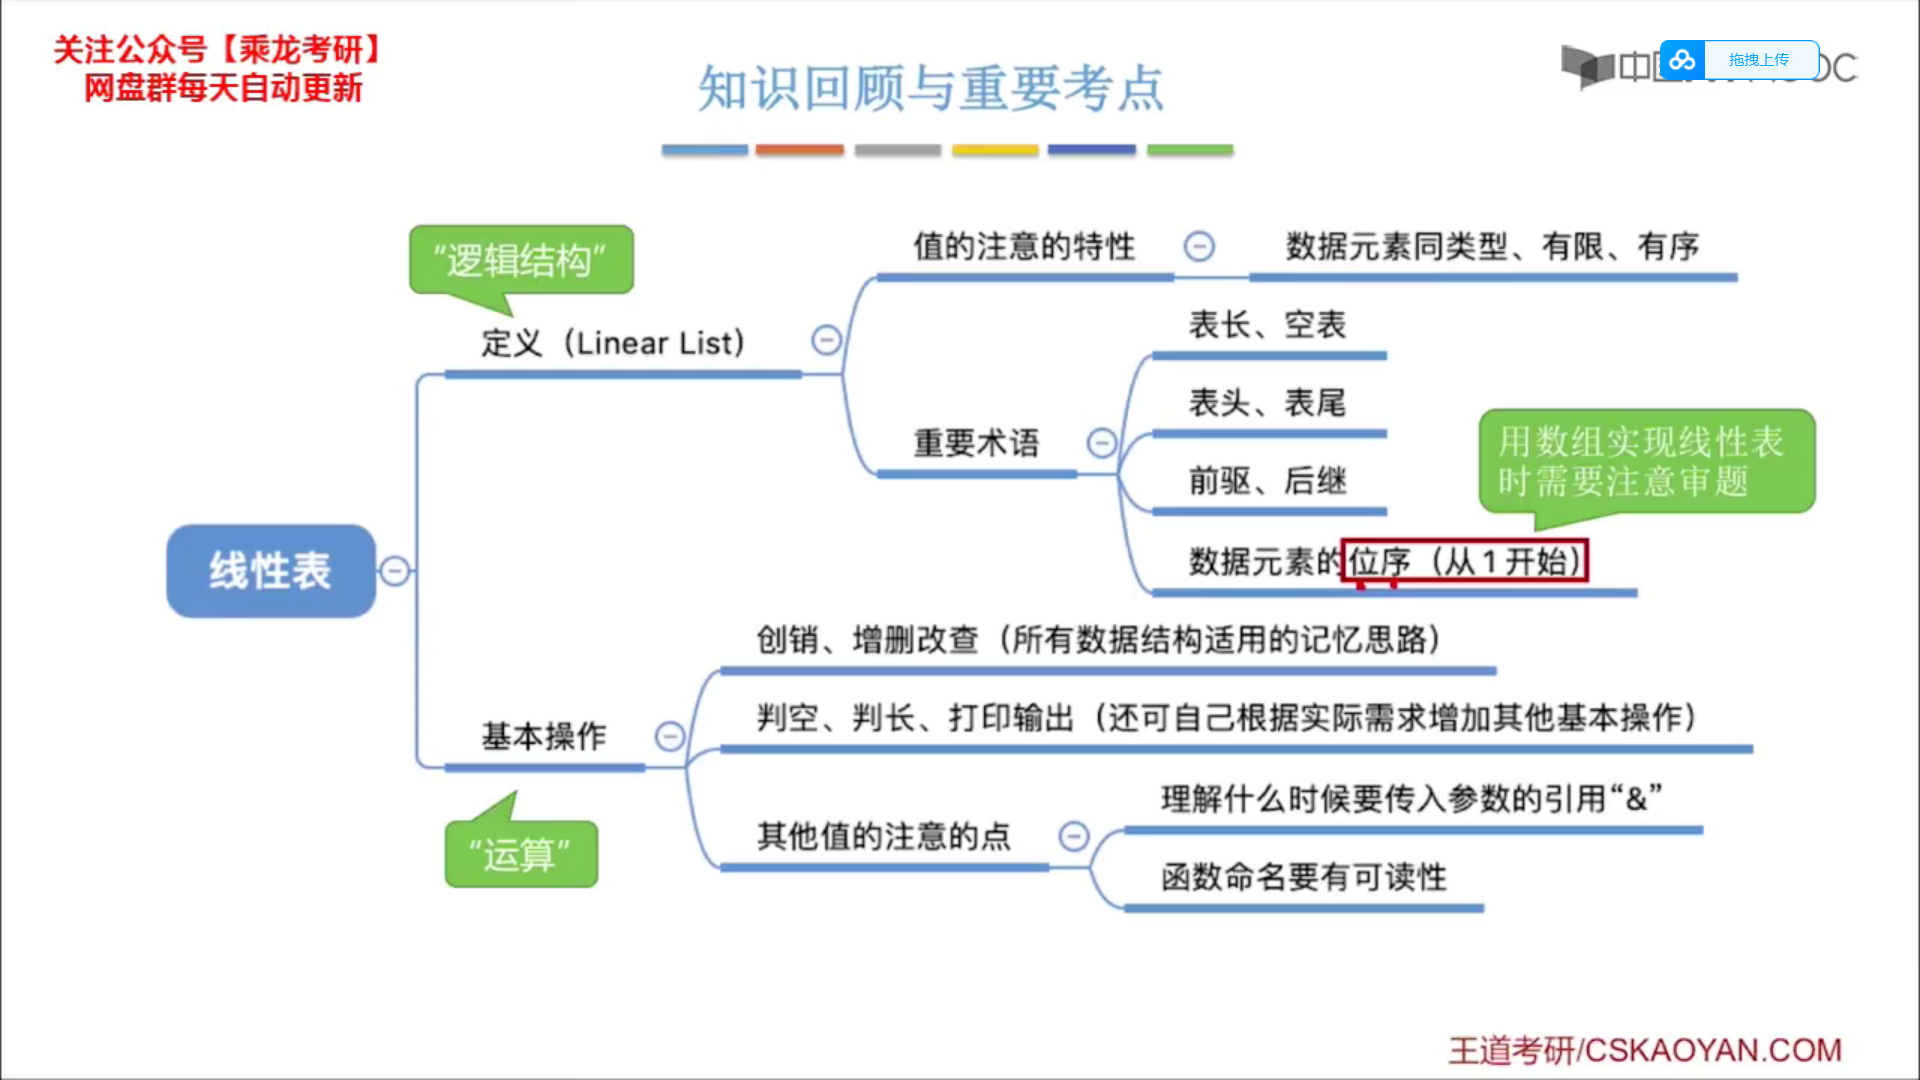 关注公众号【乘龙考研】
网盘群每天自动更新
知识回顾与重要考点
中国
拖拽上传
OC
“逻辑结构”
值的注意的特性
数据元素同类型、有限、有序
定义（Linear List）
表长、空表
表头、表尾
重要术语
前驱、后继
用数组实现线性表
时需要注意审题
数据元素的位序（从1开始）
线性表
创销、增删改查（所有数据结构适用的记忆思路）
判空、判长、打印输出（还可自己根据实际需求增加其他基本操作）
基本操作
理解什么时候要传入参数的引用“&”
其他值的注意的点
“运算”
函数命名要有可读性
王道考研/CSKAOYAN.COM